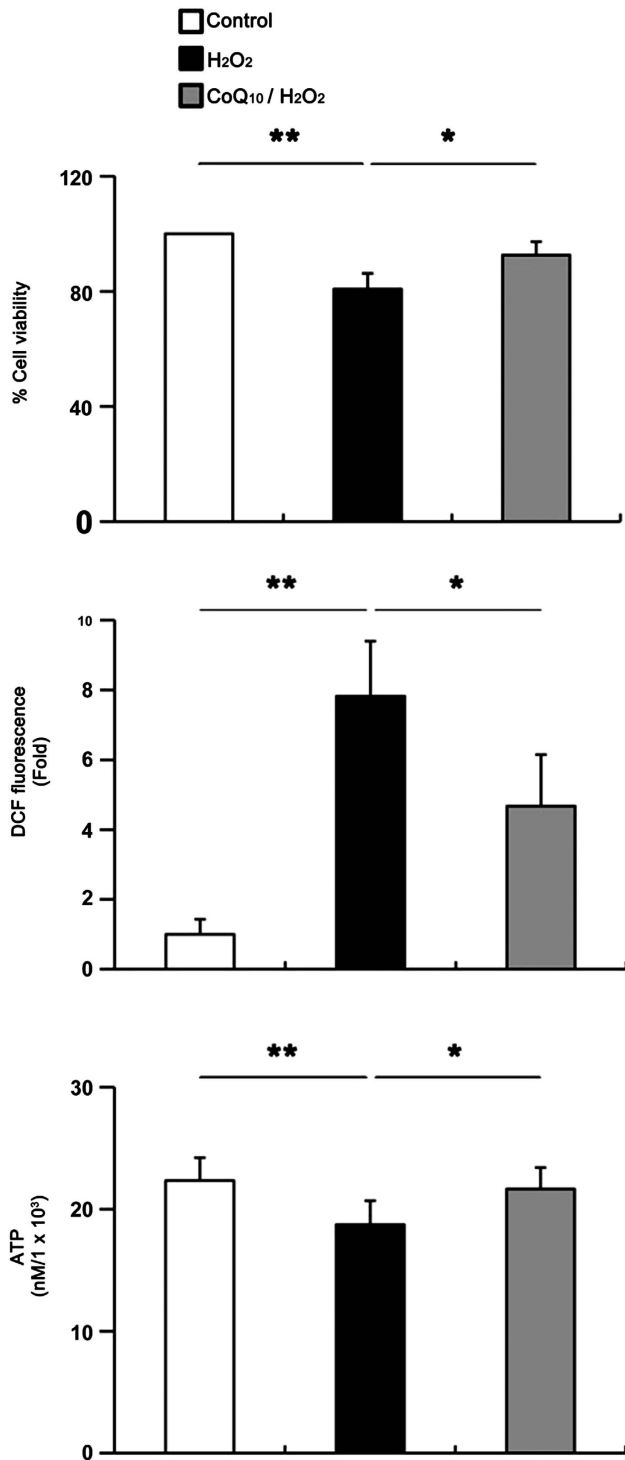 Control
H₂O₂
CoQ₁₀ / H₂O₂
** *
120
80
40
0
% Cell viability
** *
10
8
6
4
2
0
DCF fluorescence
(Fold)
** *
30
20
10
0
ATP
(nM/1 x 10³)